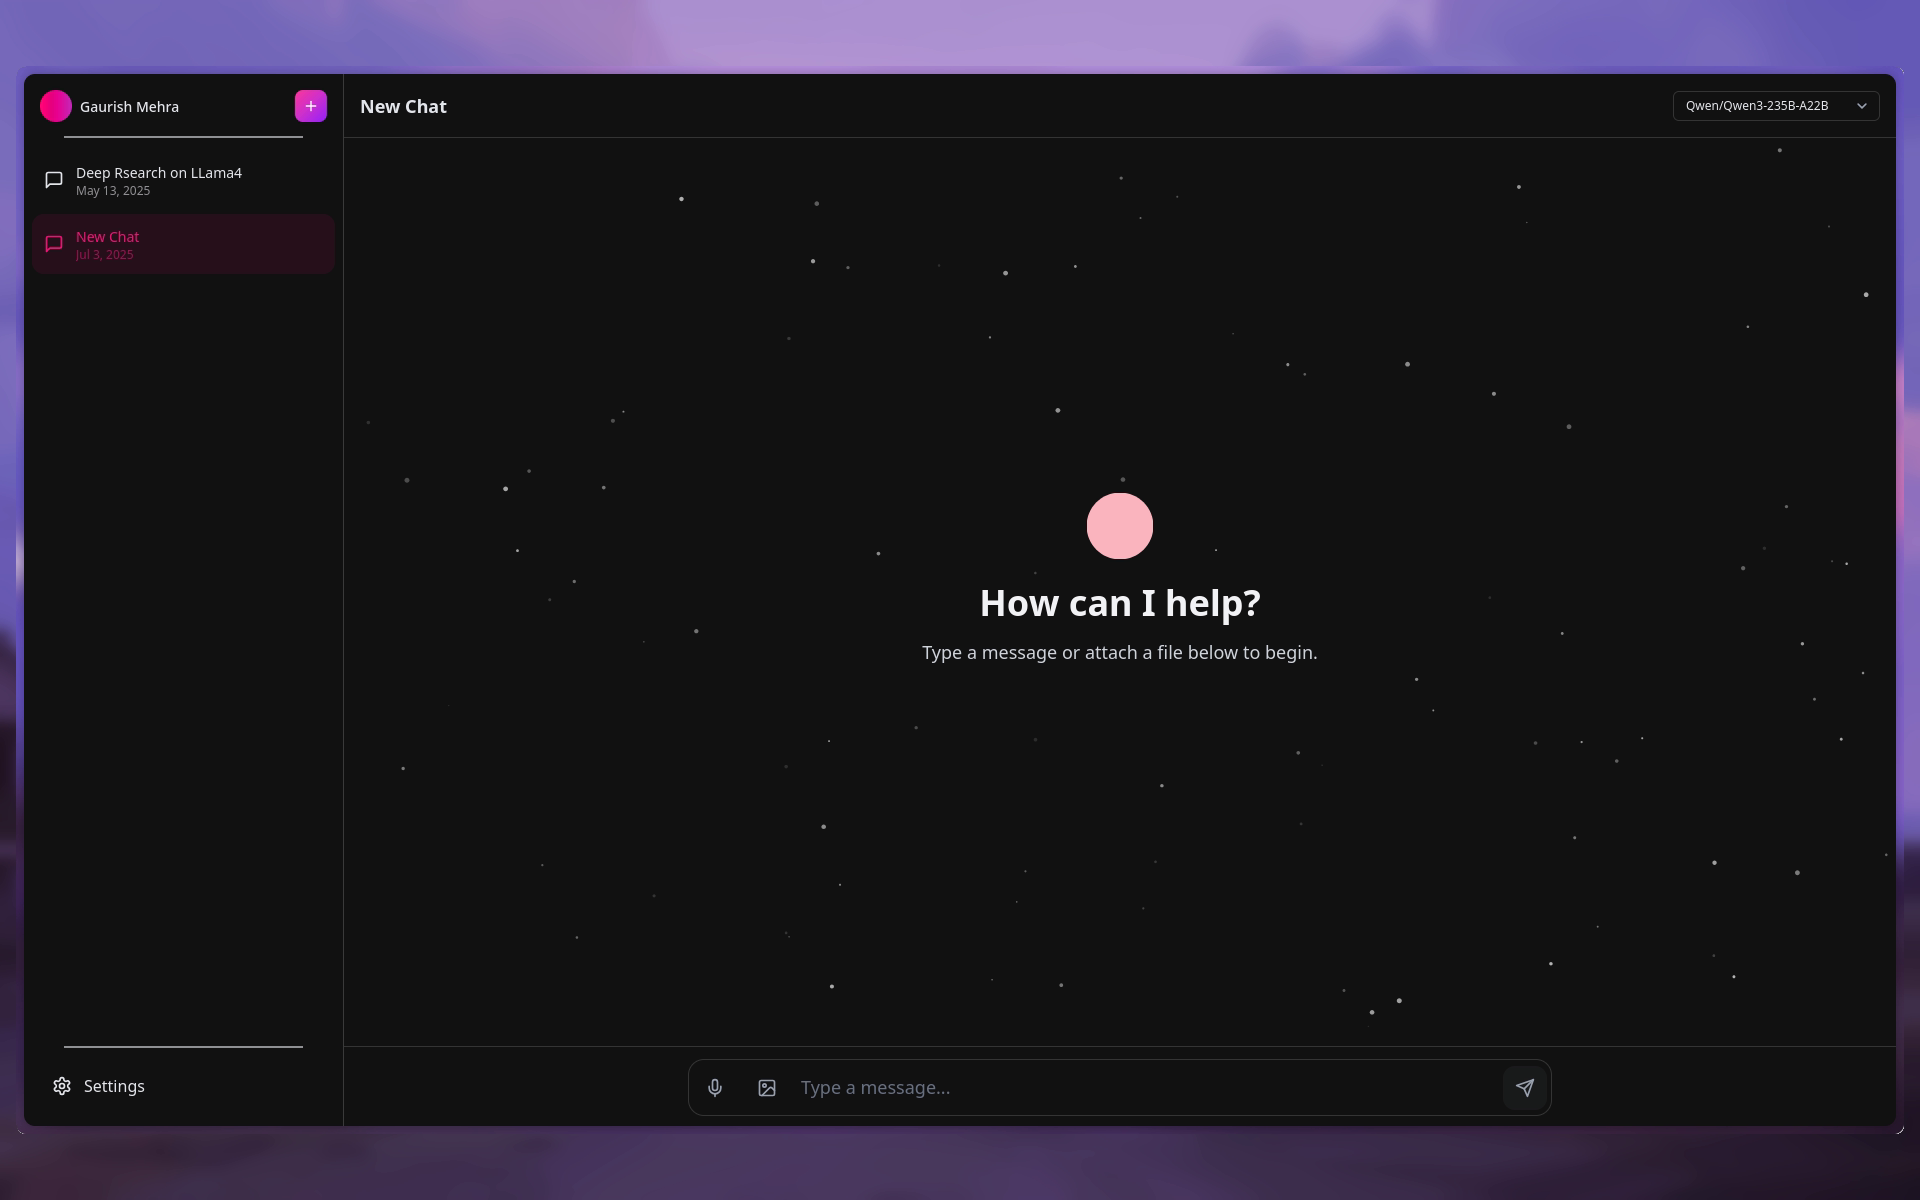 Gaurish Mehra
Deep Rsearch on LLama4
May 13, 2025
New Chat
Jul 3, 2025
Settings
New Chat
Qwen/Qwen3-235B-A22B
How can I help?
Type a message or attach a file below to begin.
Type a message...